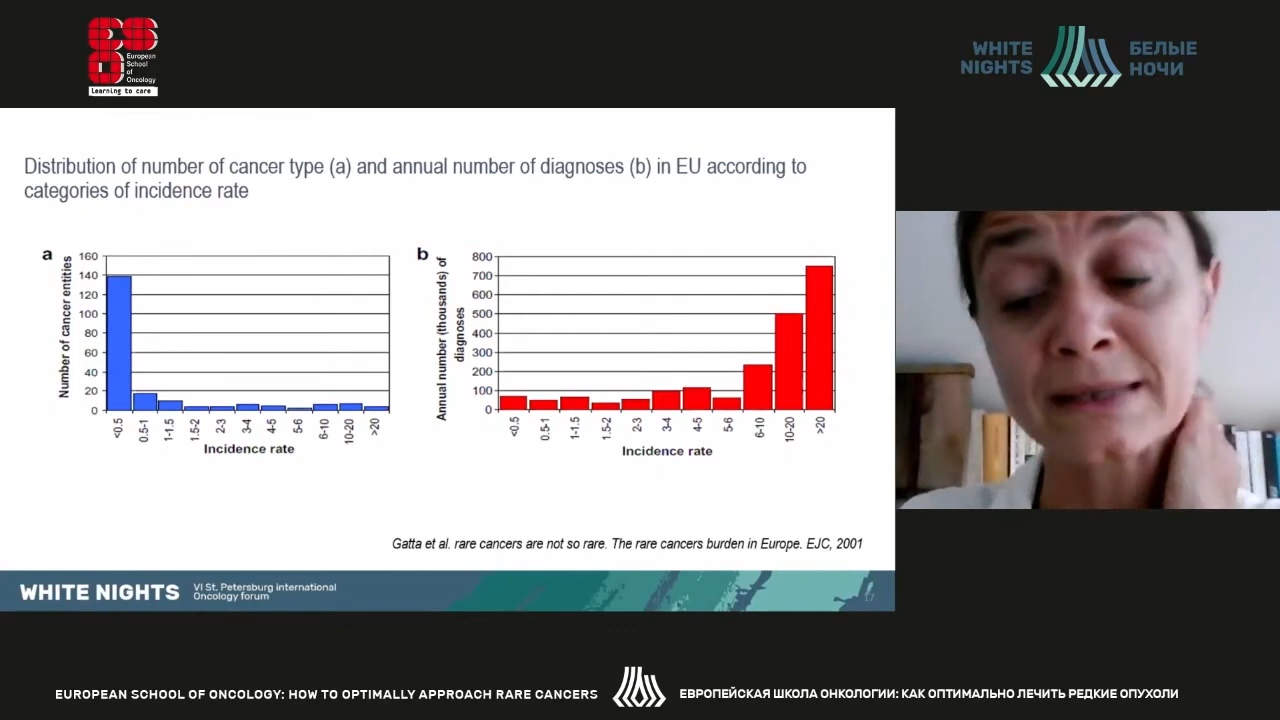 European
School
of
Oncology
Learning to care
WHITE
NIGHTS
БЕЛЫЕ
НОЧИ
Distribution of number of cancer type (a) and annual number of diagnoses (b) in EU according to
categories of incidence rate
a
Number of cancer entities
160
140
120
100
80
60
40
20
0
<0.5
0.5-1
1-1.5
1.5-2
2-3
3-4
4-5
5-6
6-10
10-20
>20
Incidence rate
b
Annual number (thousands) of
diagnoses
800
700
600
500
400
300
200
100
0
<0.5
0.5-1
1-1.5
1.5-2
2-3
3-4
4-5
5-6
6-10
10-20
>20
Incidence rate
Gatta et al. rare cancers are not so rare. The rare cancers burden in Europe. EJC, 2001
WHITE NIGHTS
VI St. Petersburg international
Oncology forum
17
EUROPEAN SCHOOL OF ONCOLOGY: HOW TO OPTIMALLY APPROACH RARE CANCERS
ЕВРОПЕЙСКАЯ ШКОЛА ОНКОЛОГИИ: КАК ОПТИМАЛЬНО ЛЕЧИТЬ РЕДКИЕ ОПУХОЛИ